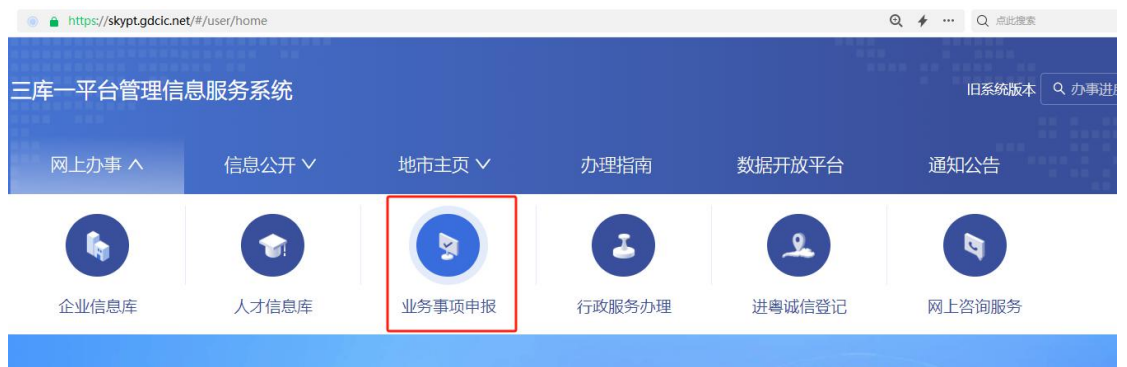 https://skypt.gdcic.net/#/user/home
点此搜索
三库一平台管理信息服务系统
旧系统版本 办事进度
网上办事 信息公开 地市主页 办理指南 数据开放平台 通知公告
企业信息库 人才信息库 业务事项申报 行政服务办理 进粤诚信登记 网上咨询服务